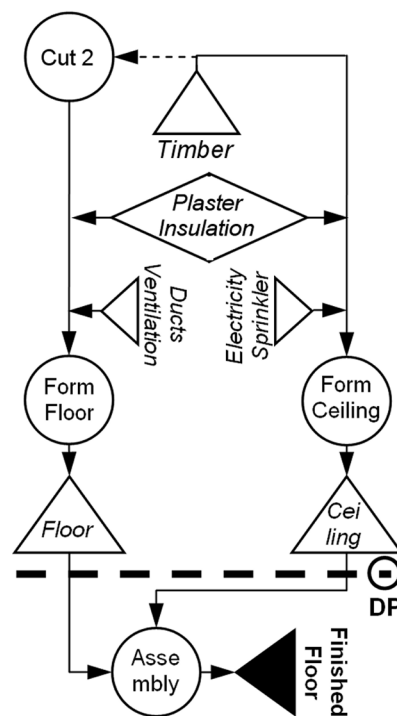 Cut 2
Timber
Plaster
Insulation
Ducts
Ventilation
Electricity
Sprinkler
Form
Floor
Form
Ceiling
Floor
Cei
ling
DP
Asse
mbly
Finished
Floor